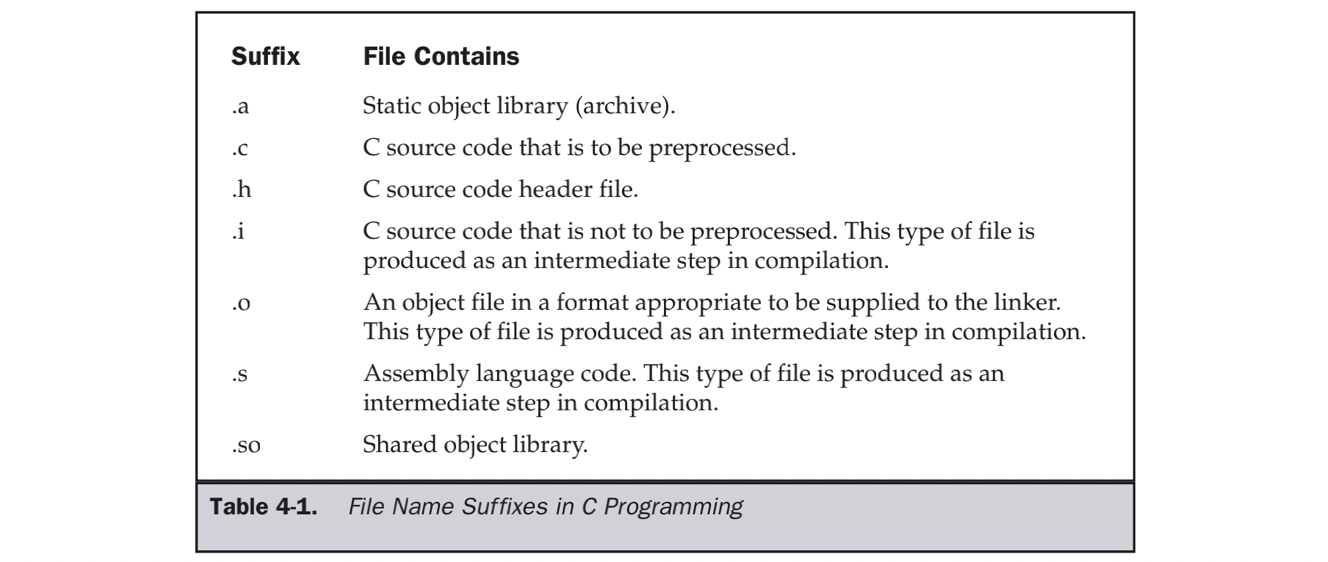 Suffix File Contains
.a Static object library (archive).
.c C source code that is to be preprocessed.
.h C source code header file.
.i C source code that is not to be preprocessed. This type of file is
produced as an intermediate step in compilation.
.o An object file in a format appropriate to be supplied to the linker.
This type of file is produced as an intermediate step in compilation.
.s Assembly language code. This type of file is produced as an
intermediate step in compilation.
.so Shared object library.
Table 4-1. File Name Suffixes in C Programming